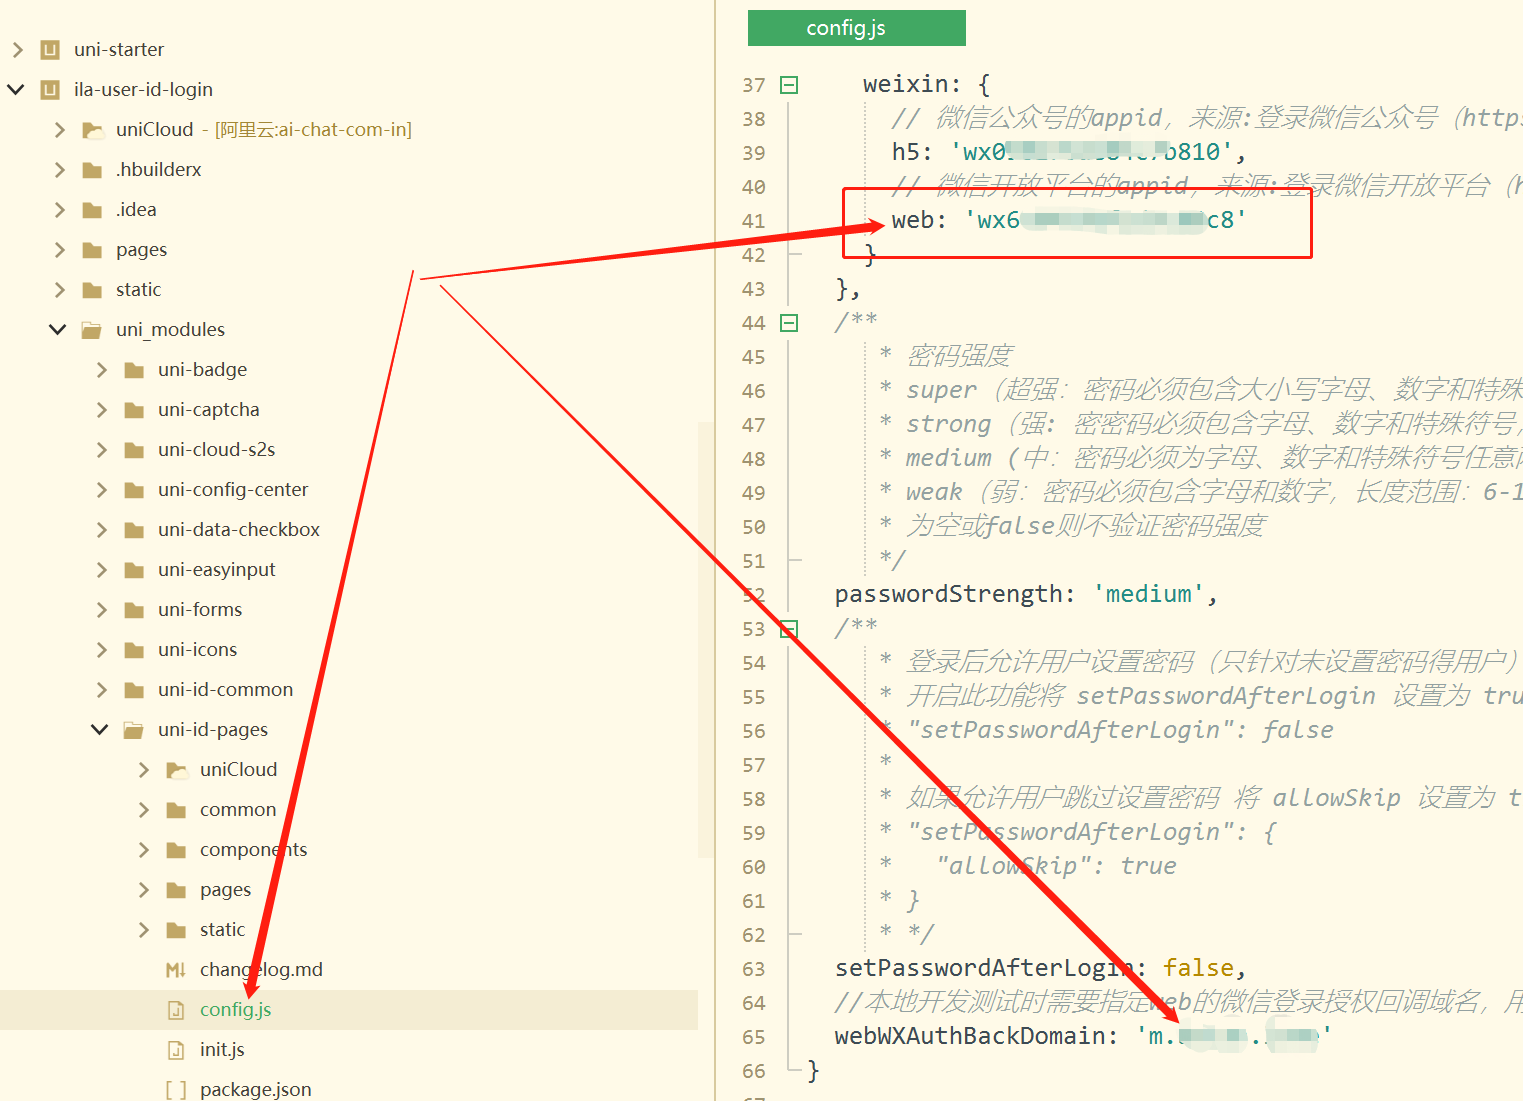 uni-starter
ila-user-id-login
uniCloud - [阿里云:ai-chat-com-in]
.hbuilderx
.idea
pages
static
uni_modules
uni-badge
uni-captcha
uni-cloud-s2s
uni-config-center
uni-data-checkbox
uni-easyinput
uni-forms
uni-icons
uni-id-common
uni-id-pages
uniCloud
common
components
pages
static
changelog.md
config.js
init.js
package.json
config.js
37 weixin: {
38 // 微信公众号的appid，来源:登录微信公众号（https
39 h5: 'wx0 b810',
40 // 微信开放平台的appid，来源:登录微信开放平台（h
41 web: 'wx6 c8'
42 }
43 },
44 /**
45 * 密码强度
46 * super（超强：密码必须包含大小写字母、数字和特殊
47 * strong（强: 密密码必须包含字母、数字和特殊符号，
48 * medium (中：密码必须为字母、数字和特殊符号任意两
49 * weak（弱：密码必须包含字母和数字，长度范围：6-1
50 * 为空或false则不验证密码强度
51 */
52 passwordStrength: 'medium',
53 /**
54 * 登录后允许用户设置密码（只针对未设置密码得用户）
55 * 开启此功能将 setPasswordAfterLogin 设置为 tru
56 * "setPasswordAfterLogin": false
57 *
58 * 如果允许用户跳过设置密码 将 allowSkip 设置为 t
59 * "setPasswordAfterLogin": {
60 * "allowSkip": true
61 * }
62 * */
63 setPasswordAfterLogin: false,
64 //本地开发测试时需要指定web的微信登录授权回调域名，用
65 webWXAuthBackDomain: 'm. . '
66 }